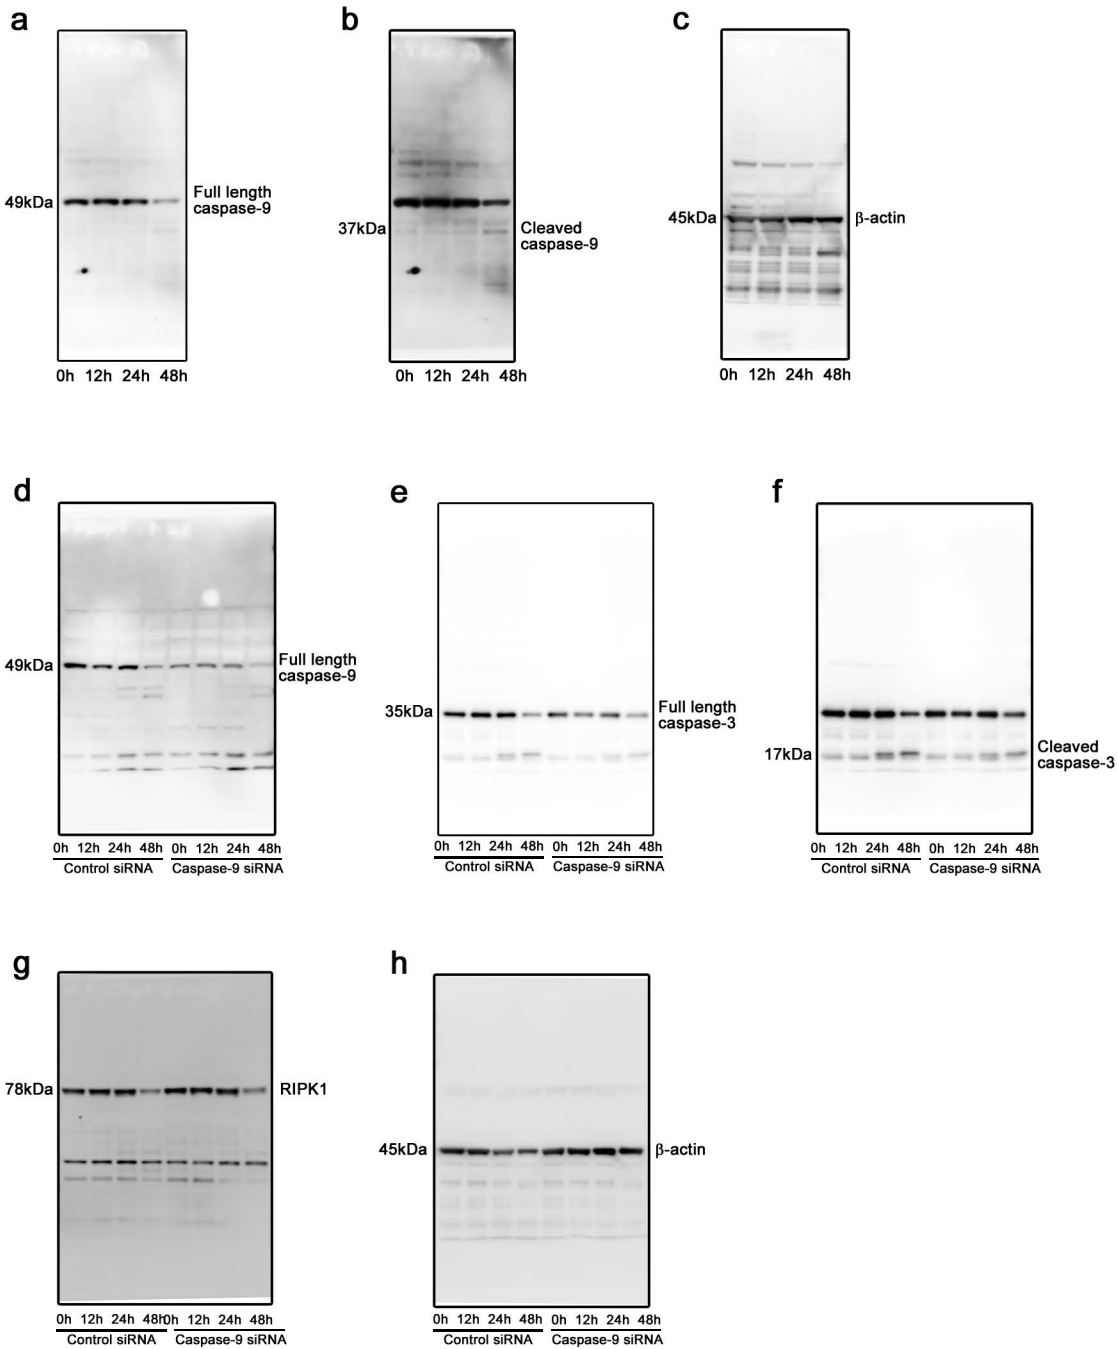 a
b
c
49kDa
Full length
caspase-9
37kDa
Cleaved
caspase-9
45kDa
β-actin
0h 12h 24h 48h
0h 12h 24h 48h
0h 12h 24h 48h
d
e
f
49kDa
Full length
caspase-9
35kDa
Full length
caspase-3
17kDa
Cleaved
caspase-3
0h 12h 24h 48h 0h 12h 24h 48h
Control siRNA Caspase-9 siRNA
0h 12h 24h 48h 0h 12h 24h 48h
Control siRNA Caspase-9 siRNA
0h 12h 24h 48h 0h 12h 24h 48h
Control siRNA Caspase-9 siRNA
g
h
78kDa
RIPK1
45kDa
β-actin
0h 12h 24h 48h 0h 12h 24h 48h
Control siRNA Caspase-9 siRNA
0h 12h 24h 48h 0h 12h 24h 48h
Control siRNA Caspase-9 siRNA